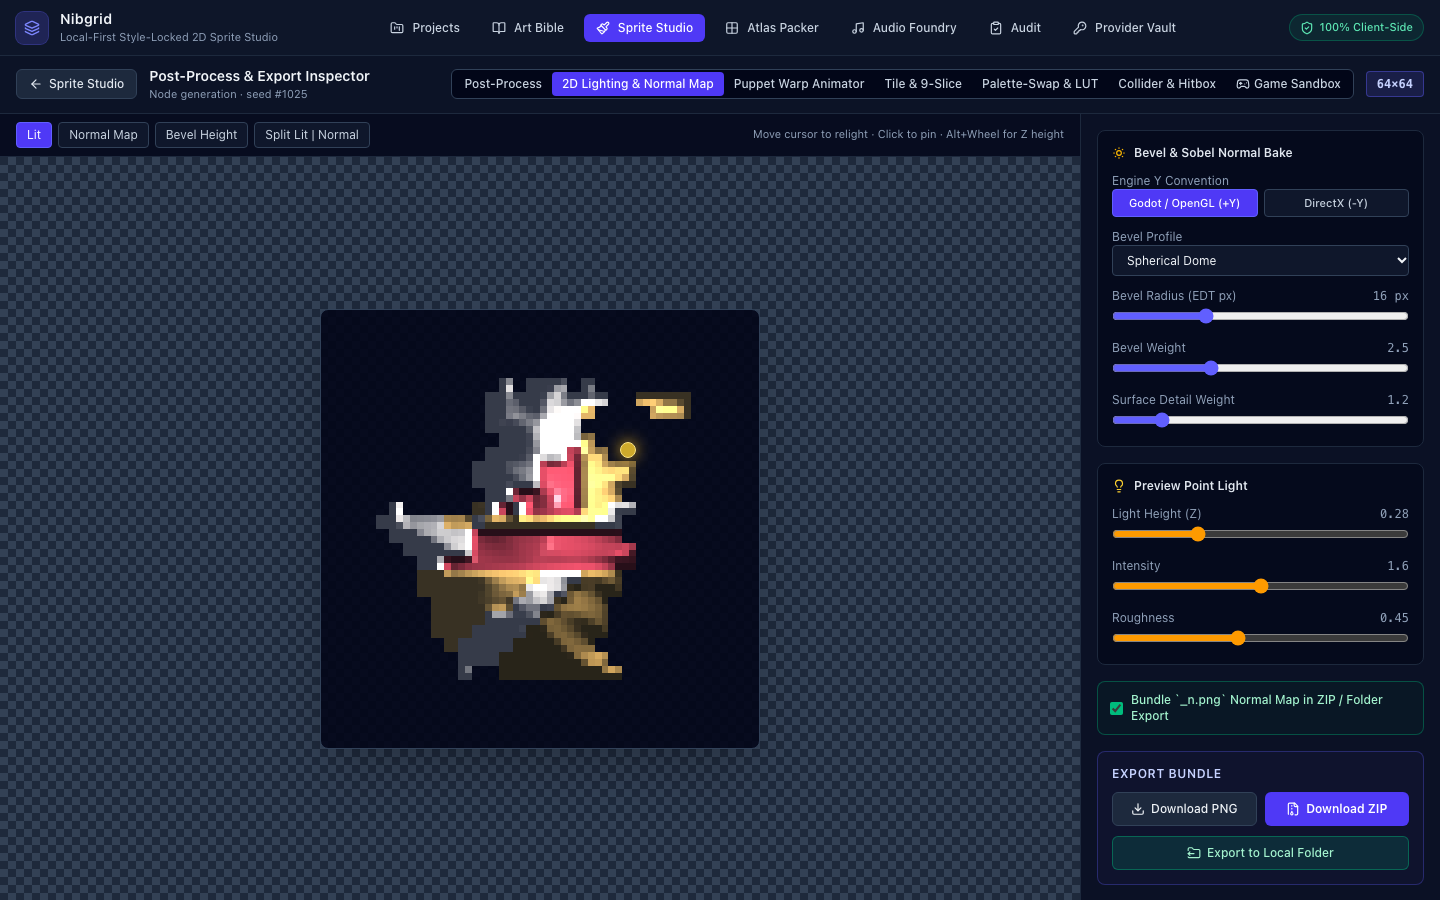 Nibgrid
Local-First Style-Locked 2D Sprite Studio
Projects
Art Bible
Sprite Studio
Atlas Packer
Audio Foundry
Audit
Provider Vault
100% Client-Side
Sprite Studio
Post-Process & Export Inspector
Node generation · seed #1025
Post-Process
2D Lighting & Normal Map
Puppet Warp Animator
Tile & 9-Slice
Palette-Swap & LUT
Collider & Hitbox
Game Sandbox
64×64
Lit
Normal Map
Bevel Height
Split Lit | Normal
Move cursor to relight · Click to pin · Alt+Wheel for Z height
Bevel & Sobel Normal Bake
Engine Y Convention
Godot / OpenGL (+Y)
DirectX (-Y)
Bevel Profile
Spherical Dome
Bevel Radius (EDT px)
16 px
Bevel Weight
2.5
Surface Detail Weight
1.2
Preview Point Light
Light Height (Z)
0.28
Intensity
1.6
Roughness
0.45
Bundle `_n.png` Normal Map in ZIP / Folder
Export
EXPORT BUNDLE
Download PNG
Download ZIP
Export to Local Folder